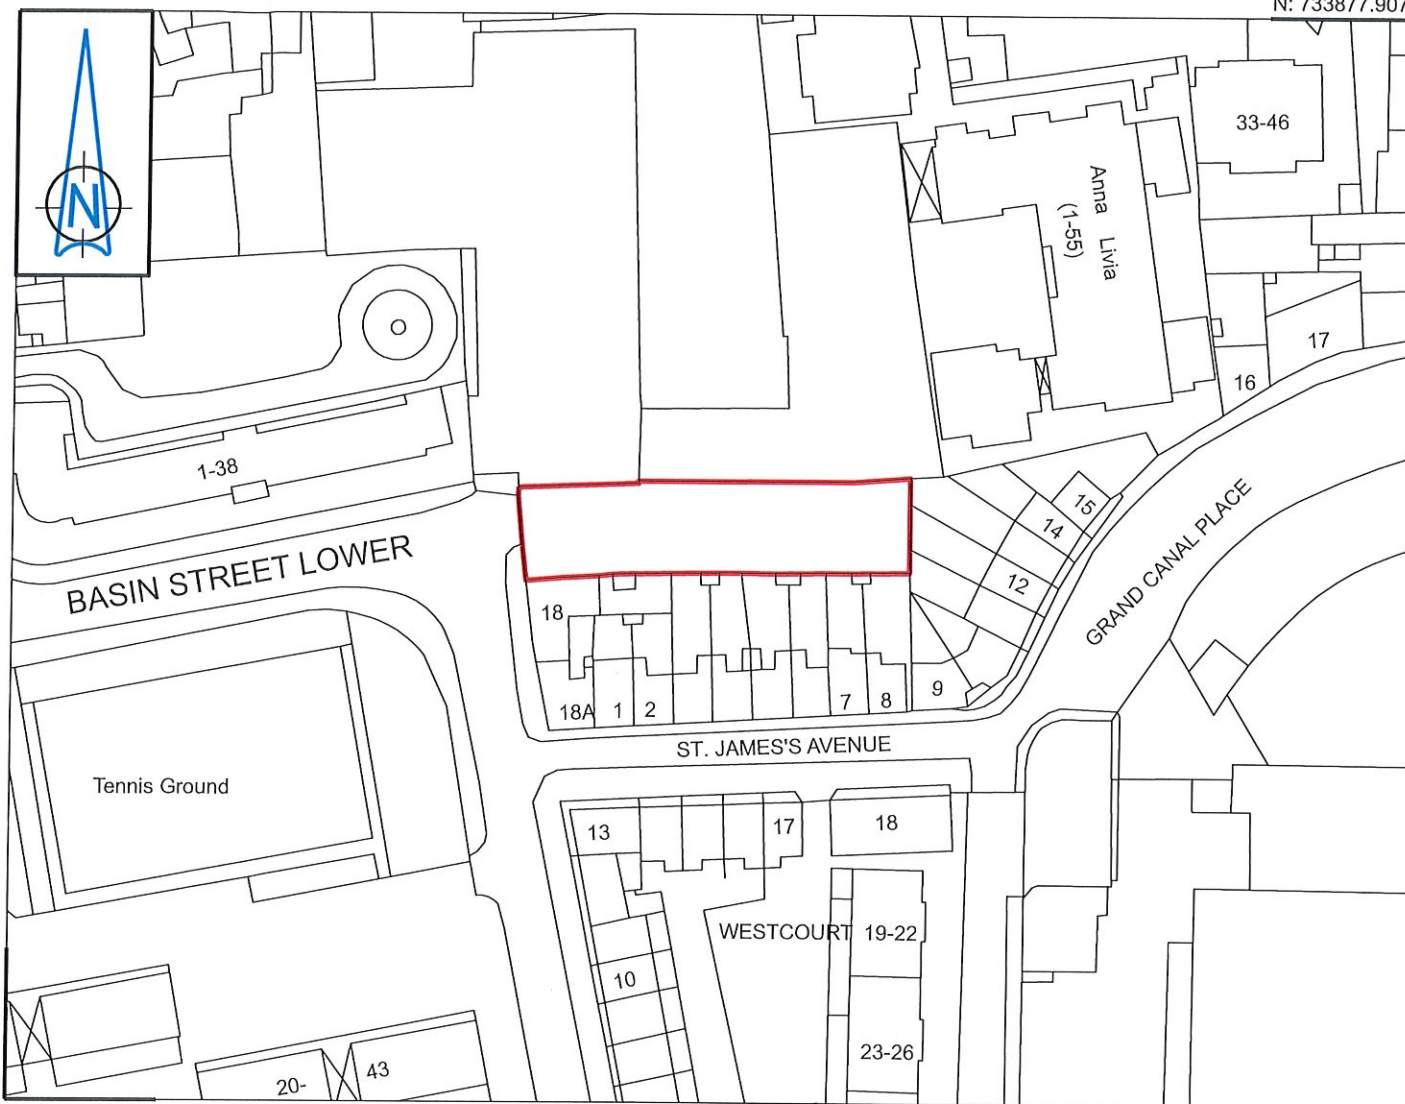 N: 733877.907
N
33-46
Anna Livia
(1-55)
17
16
1-38
15
14
12
BASIN STREET LOWER
GRAND CANAL PLACE
18
9
18A
1
2
7
8
ST. JAMES'S AVENUE
Tennis Ground
13
17
18
WESTCOURT
19-22
10
23-26
20-
43